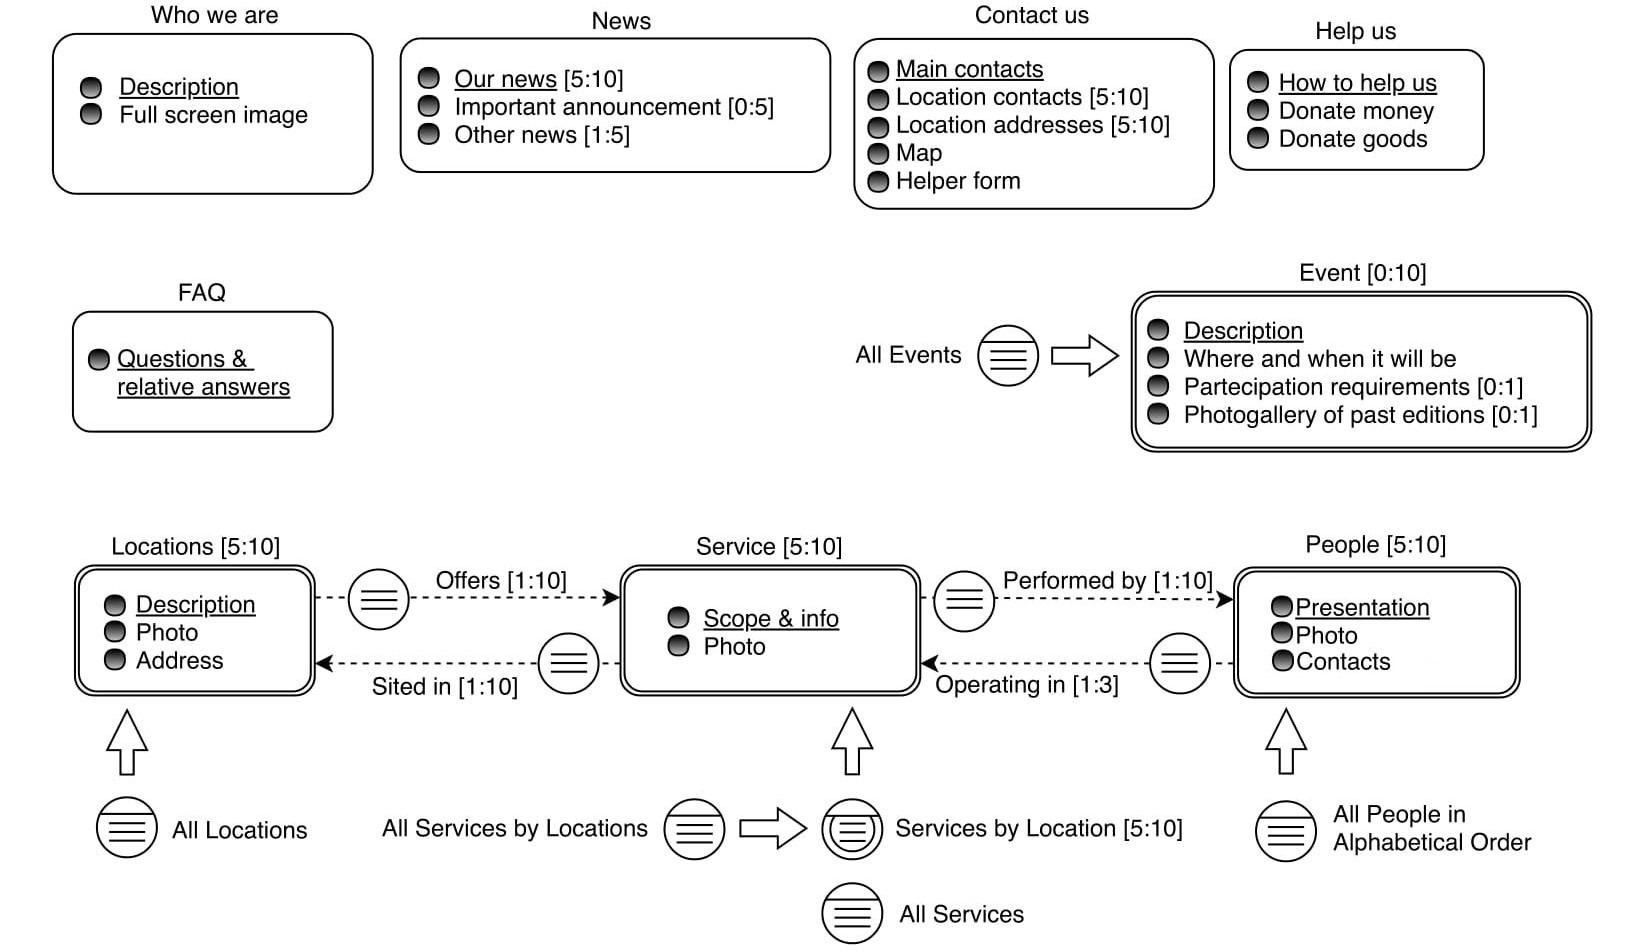 Who we are
Description
Full screen image
News
Our news [5:10]
Important announcement [0:5]
Other news [1:5]
Contact us
Main contacts
Location contacts [5:10]
Location addresses [5:10]
Map
Helper form
Help us
How to help us
Donate money
Donate goods
FAQ
Questions &
relative answers
All Events
Event [0:10]
Description
Where and when it will be
Partecipation requirements [0:1]
Photogallery of past editions [0:1]
Locations [5:10]
Description
Photo
Address
Offers [1:10]
Sited in [1:10]
Service [5:10]
Scope & info
Photo
Performed by [1:10]
Operating in [1:3]
People [5:10]
Presentation
Photo
Contacts
All Locations
All Services by Locations
Services by Location [5:10]
All People in
Alphabetical Order
All Services